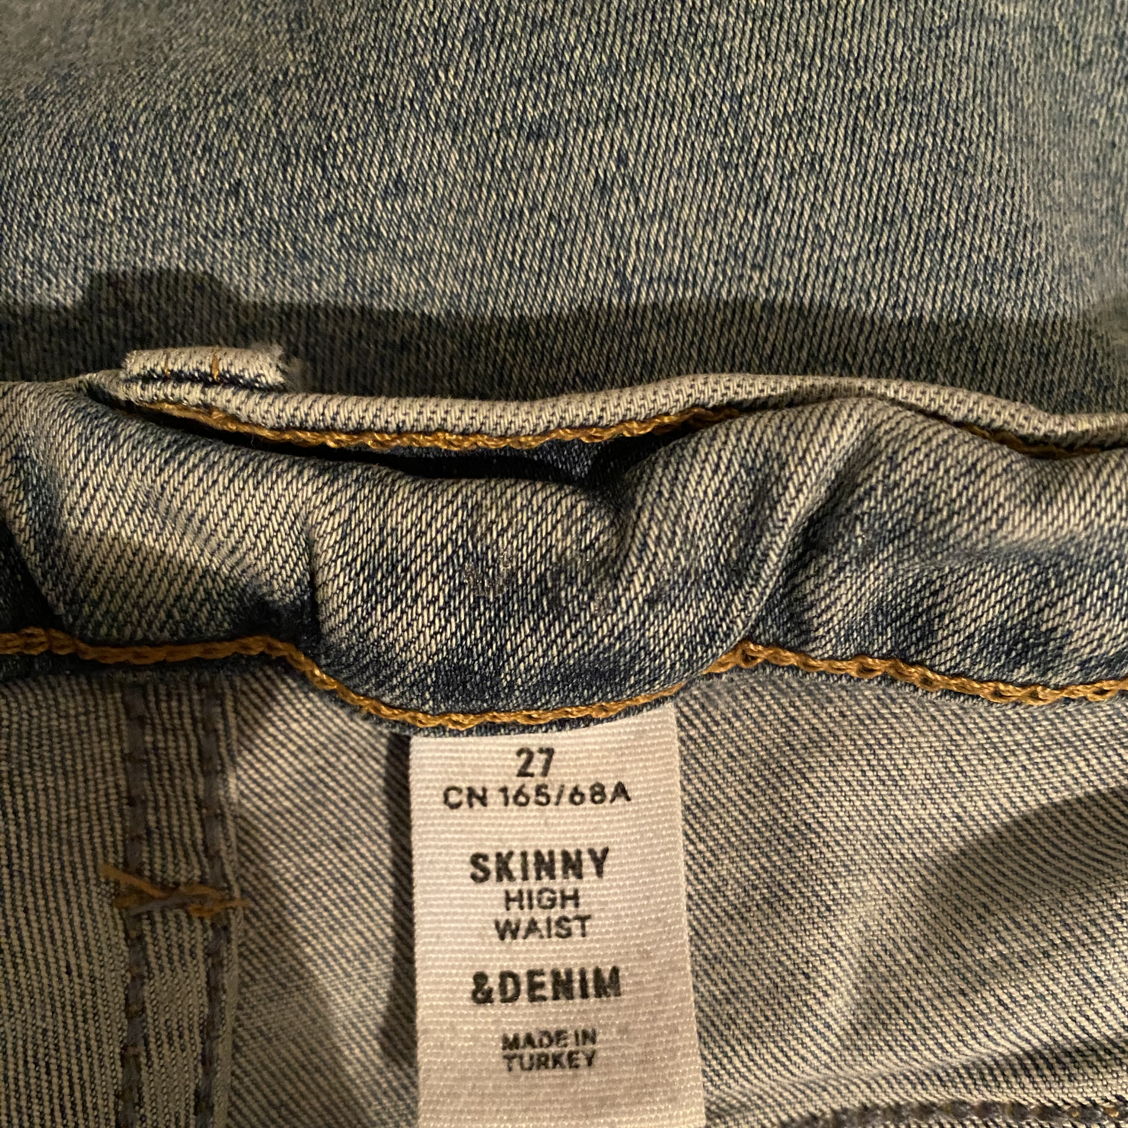 27
CN 165/68A
SKINNY
HIGH
WAIST
&DENIM
MADE IN
TURKEY